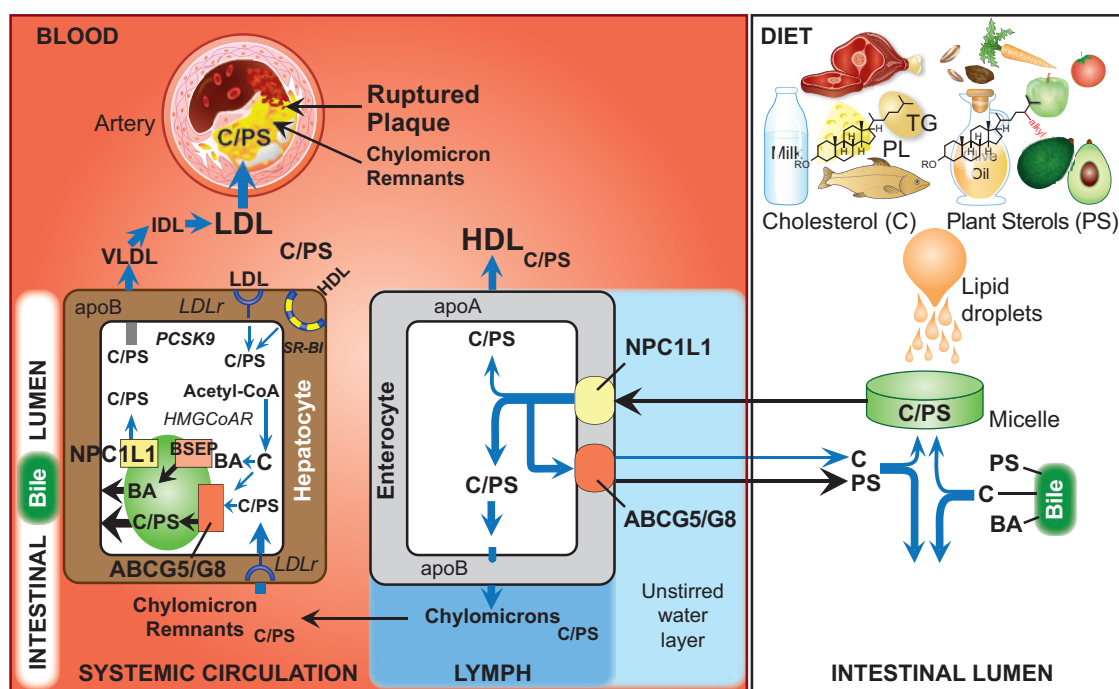 BLOOD
Artery
C/PS
Ruptured
Plaque
Chylomicron
Remnants
VLDL
IDL
LDL
C/PS
HDL C/PS
apoB
LDLr
LDL
HDL
SR-BI
PCSK9
C/PS
C/PS
C/PS
Acetyl-CoA
HMGCoAR
NPC1L1
BSEP
BA
C
BA
C/PS
C/PS
ABCG5/G8
LDLr
Hepatocyte
INTESTINAL
Bile
LUMEN
Chylomicron
Remnants C/PS
SYSTEMIC CIRCULATION
apoA
C/PS
Enterocyte
C/PS
apoB
Chylomicrons
C/PS
LYMPH
NPC1L1
ABCG5/G8
Unstirred
water
layer
DIET
Milk
TG
PL
RO
H
H
H
alkyl
RO
H
H
H
Olive
Oil
Cholesterol (C)
Plant Sterols (PS)
Lipid
droplets
C/PS
Micelle
C
PS
PS
C
BA
Bile
INTESTINAL LUMEN